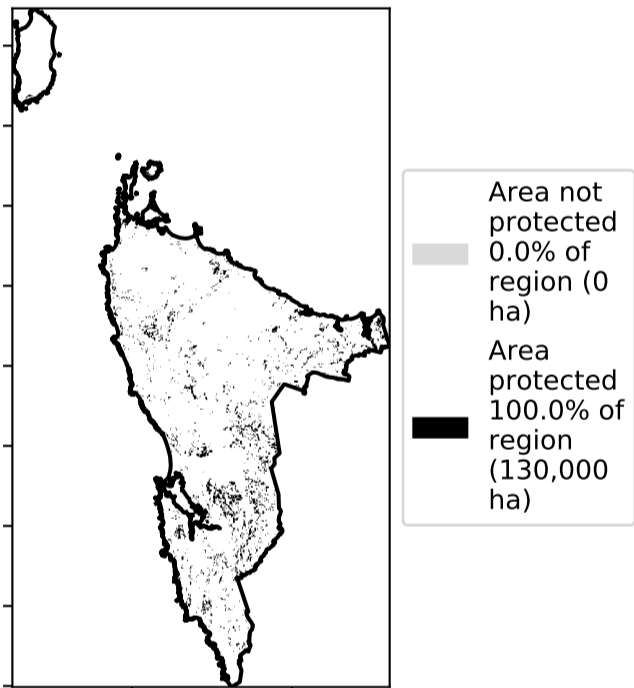 Area not
protected
0.0% of
region (0
ha)
Area
protected
100.0% of
region
(130,000
ha)